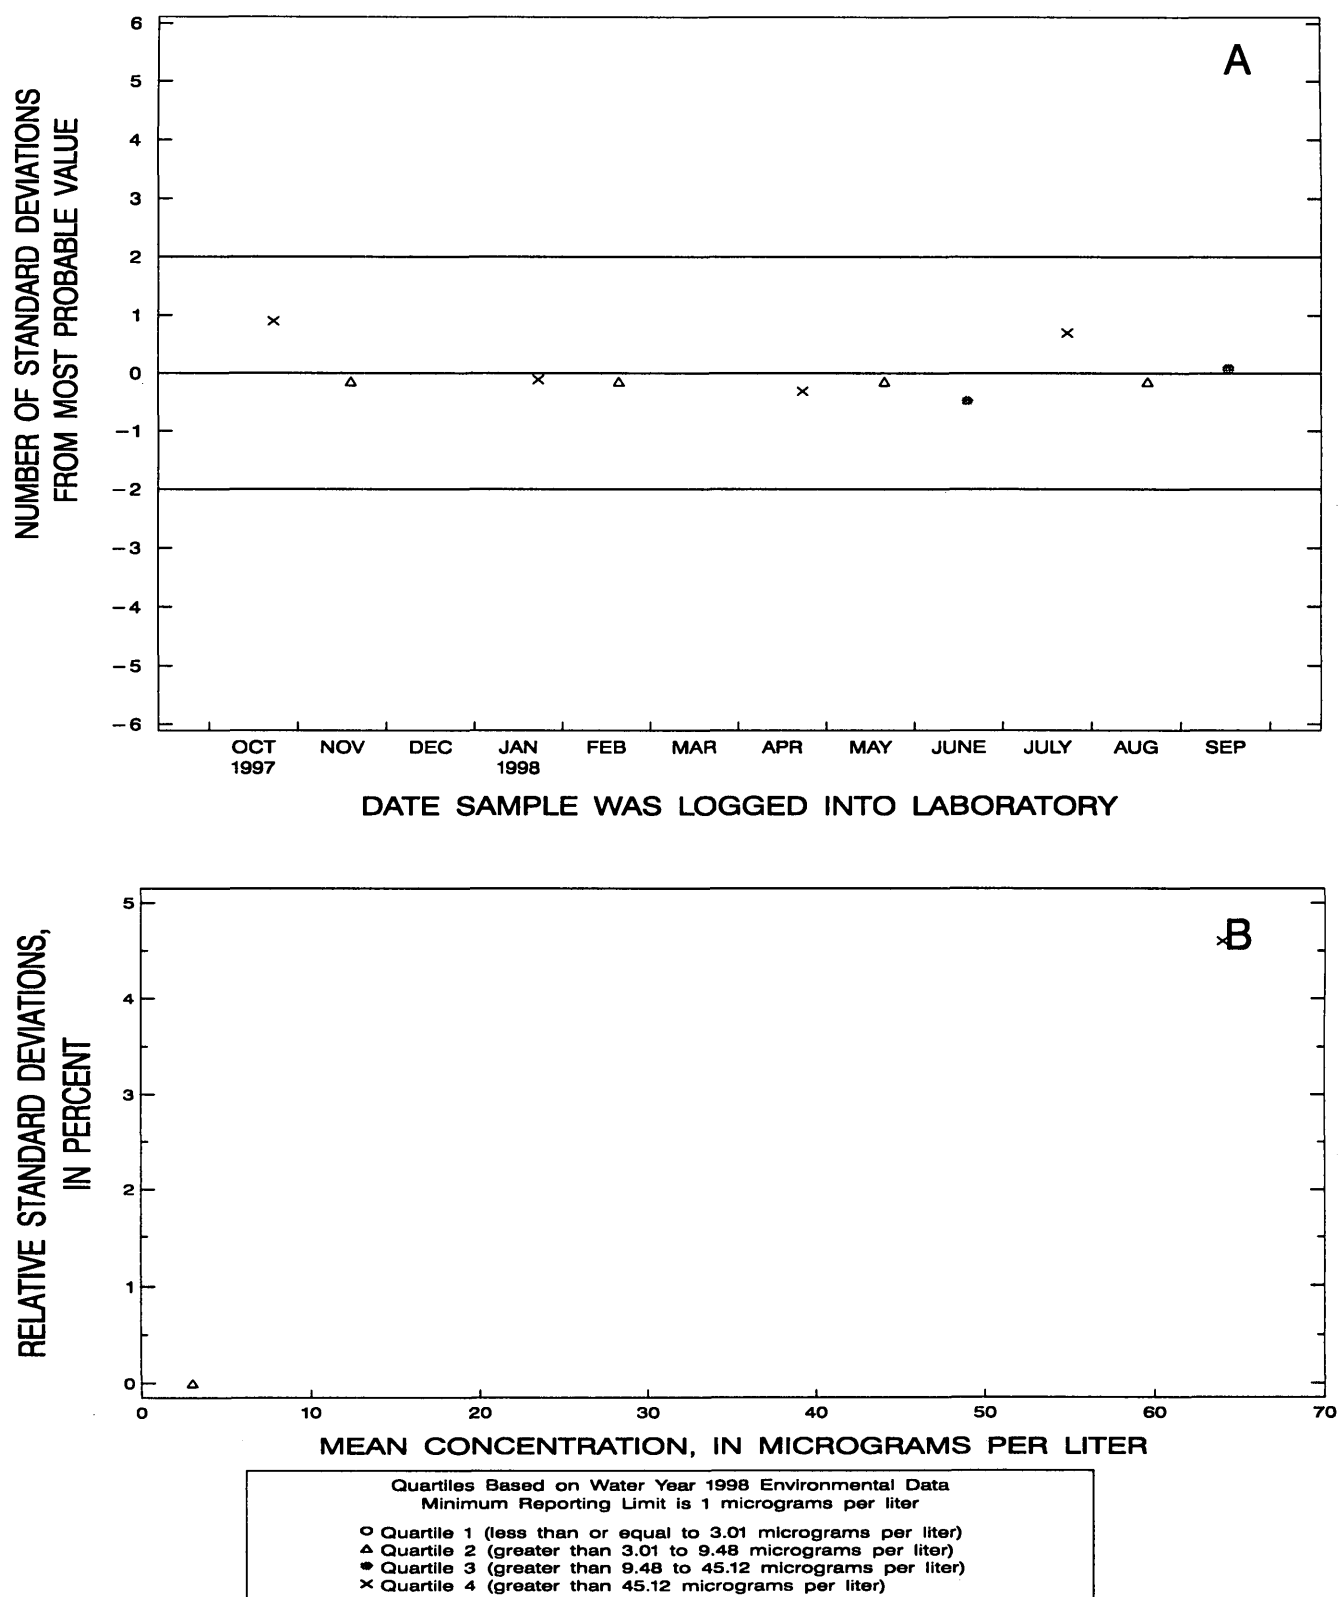 A
NUMBER OF STANDARD DEVIATIONS
FROM MOST PROBABLE VALUE
6
5
4
3
2
1
0
−1
−2
−3
−4
−5
−6
OCT NOV DEC JAN FEB MAR APR MAY JUNE JULY AUG SEP
1997 1998
DATE SAMPLE WAS LOGGED INTO LABORATORY
B
RELATIVE STANDARD DEVIATIONS,
IN PERCENT
5
4
3
2
1
0
0 10 20 30 40 50 60 70
MEAN CONCENTRATION, IN MICROGRAMS PER LITER
Quartiles Based on Water Year 1998 Environmental Data
Minimum Reporting Limit is 1 micrograms per liter
Quartile 1 (less than or equal to 3.01 micrograms per liter)
Quartile 2 (greater than 3.01 to 9.48 micrograms per liter)
Quartile 3 (greater than 9.48 to 45.12 micrograms per liter)
Quartile 4 (greater than 45.12 micrograms per liter)